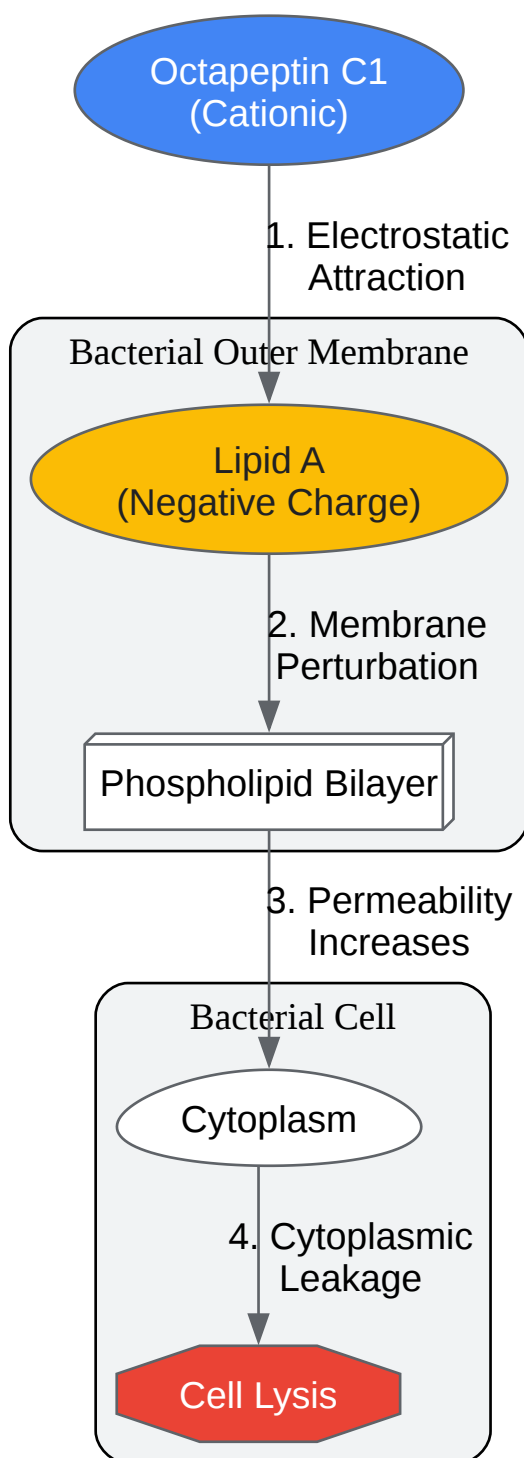 Octapeptin C1
(Cationic)
1. Electrostatic
Attraction
Bacterial Outer Membrane
Lipid A
(Negative Charge)
2. Membrane
Perturbation
Phospholipid Bilayer
3. Permeability
Increases
Bacterial Cell
Cytoplasm
4. Cytoplasmic
Leakage
Cell Lysis